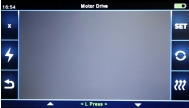 16:54 Motor Drive
x SET
< L Press >